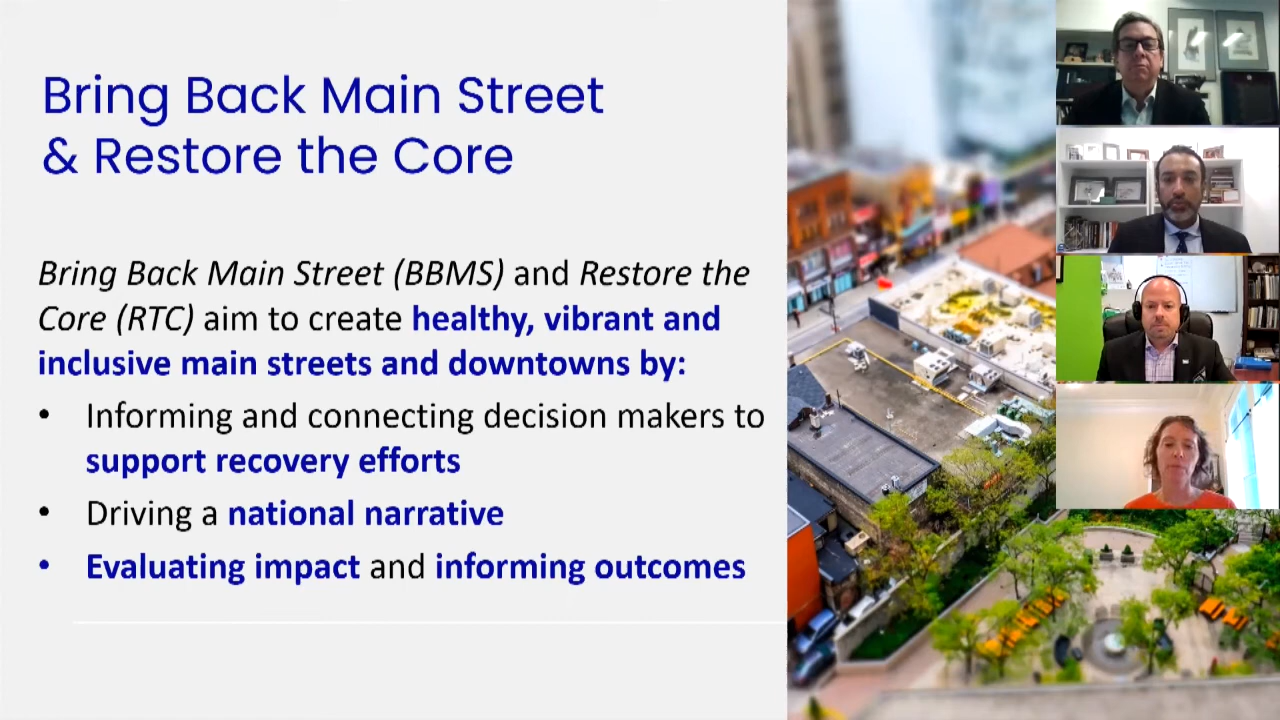 Bring Back Main Street
& Restore the Core
Bring Back Main Street (BBMS) and Restore the
Core (RTC) aim to create healthy, vibrant and
inclusive main streets and downtowns by:
• Informing and connecting decision makers to
support recovery efforts
• Driving a national narrative
• Evaluating impact and informing outcomes